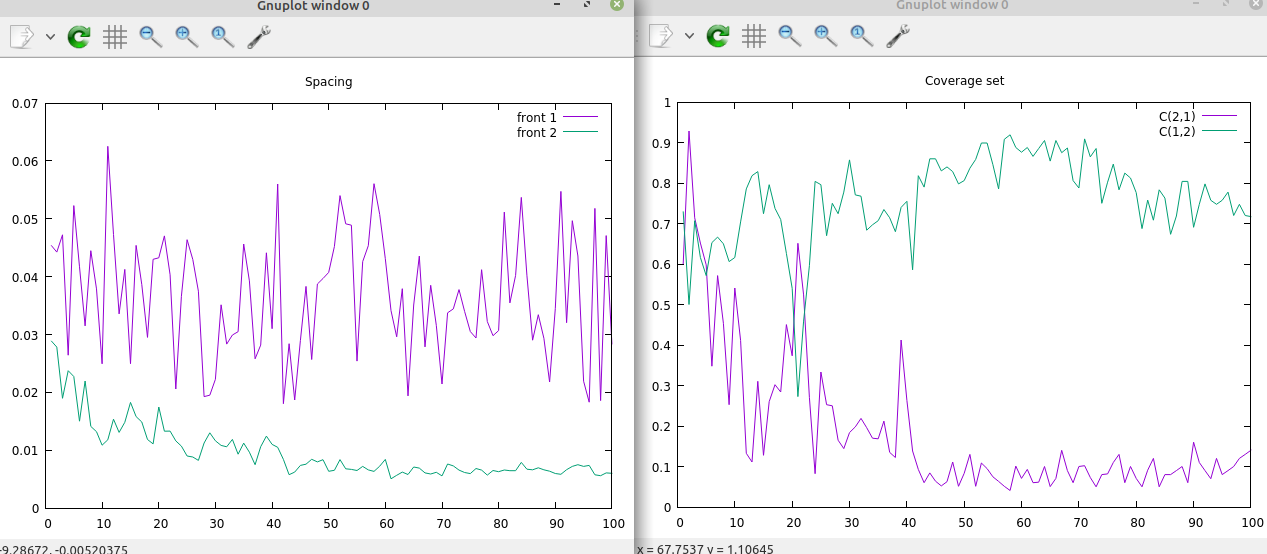 Gnuplot window 0
Spacing
front 1
front 2
0.07
0.06
0.05
0.04
0.03
0.02
0.01
0
0 10 20 30 40 50 60 70 80 90 100
-9.28672, -0.00520375
Gnuplot window 0
Coverage set
C(2,1)
C(1,2)
1
0.9
0.8
0.7
0.6
0.5
0.4
0.3
0.2
0.1
0
0 10 20 30 40 50 60 70 80 90 100
x = 67.7537 y = 1.10645